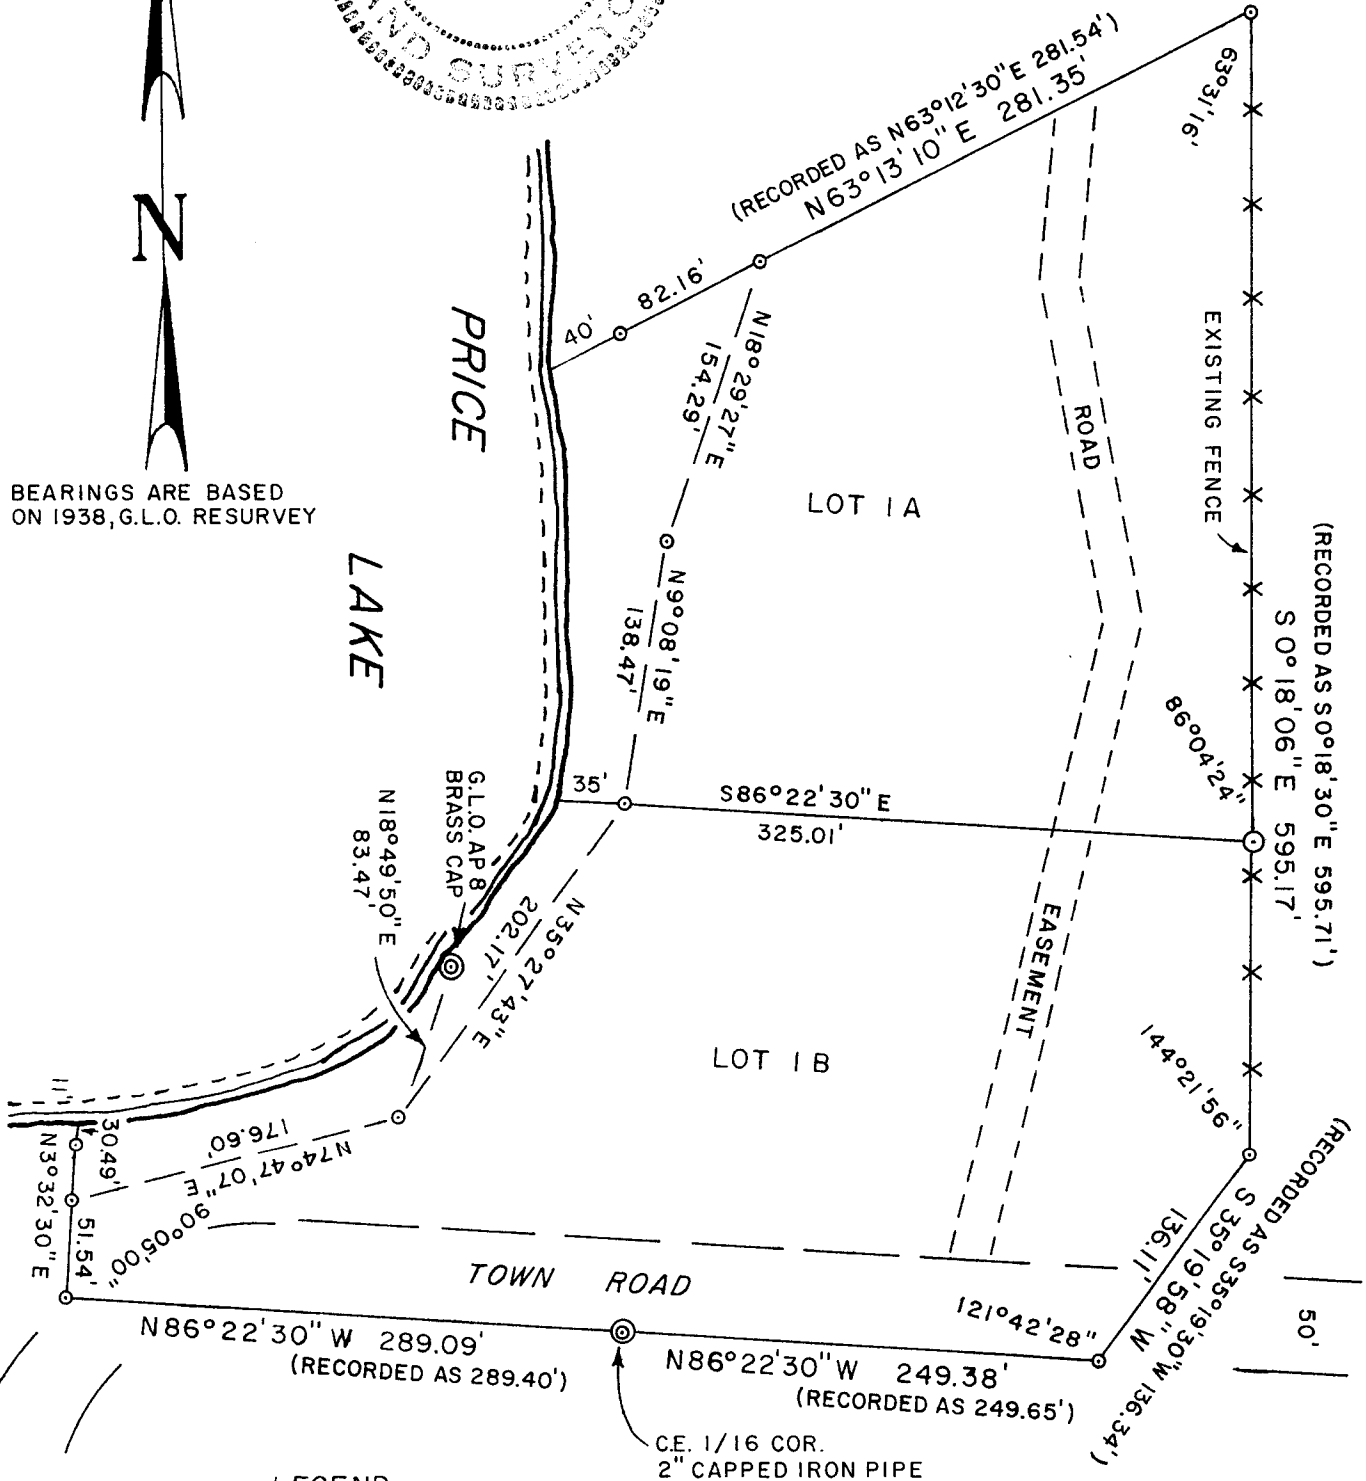 AND SURVEYO
(RECORDED AS N63°12'30"E 281.54')
N63°13'10"E 281.35'
63°31'16'
N
82.16'
40'
PRICE
LAKE
N18°29'27"E
154.29'
ROAD
EXISTING FENCE
LOT 1A
BEARINGS ARE BASED
ON 1938, G.L.O. RESURVEY
(RECORDED AS S0°18'30"E 595.71')
S0°18'06"E 595.17'
N9°08'19"E
138.47'
86°04'24"
35'
S86°22'30"E
325.01'
G.L.O. AP 8
BRASS CAP
N18°49'50"E
83.47'
N35°27'43"E
202.17'
EASEMENT
LOT 1B
144°21'56"
(RECORDED AS S35°19'30"W 136.34')
S 35°19'58"W
136.11'
11'
30.49'
N3°32'30"E
51.54'
176.60'
N74°47'07"E
90°05'00"
TOWN ROAD
121°42'28"
50'
N86°22'30"W 289.09'
(RECORDED AS 289.40')
N86°22'30"W 249.38'
(RECORDED AS 249.65')
C.E. 1/16 COR.
2" CAPPED IRON PIPE
LEGEND